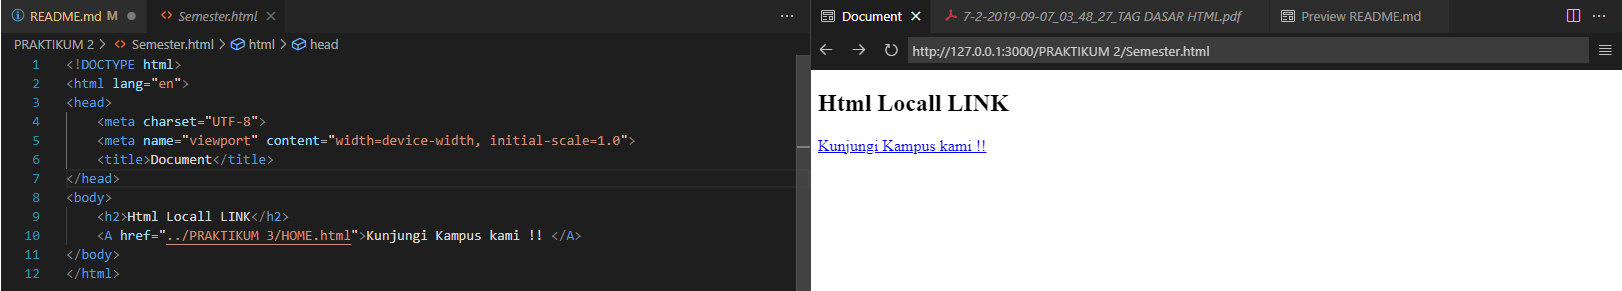 README.md M
Semester.html
PRAKTIKUM 2 > Semester.html > html > head
1 <!DOCTYPE html>
2 <html lang="en">
3 <head>
4 <meta charset="UTF-8">
5 <meta name="viewport" content="width=device-width, initial-scale=1.0">
6 <title>Document</title>
7 </head>
8 <body>
9 <h2>Html Locall LINK</h2>
10 <A href="../PRAKTIKUM 3/HOME.html">Kunjungi Kampus kami !! </A>
11 </body>
12 </html>
Document
7-2-2019-09-07_03_48_27_TAG DASAR HTML.pdf
Preview README.md
http://127.0.0.1:3000/PRAKTIKUM 2/Semester.html
Html Locall LINK
Kunjungi Kampus kami !!